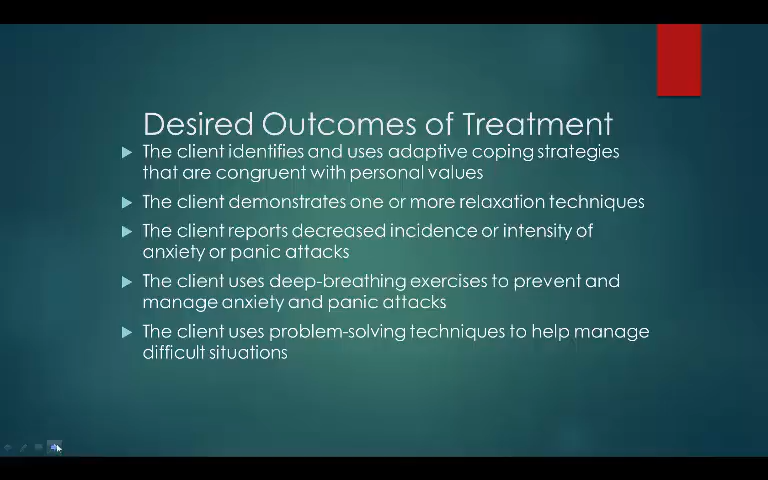 Desired Outcomes of Treatment
The client identifies and uses adaptive coping strategies
that are congruent with personal values
The client demonstrates one or more relaxation techniques
The client reports decreased incidence or intensity of
anxiety or panic attacks
The client uses deep-breathing exercises to prevent and
manage anxiety and panic attacks
The client uses problem-solving techniques to help manage
difficult situations